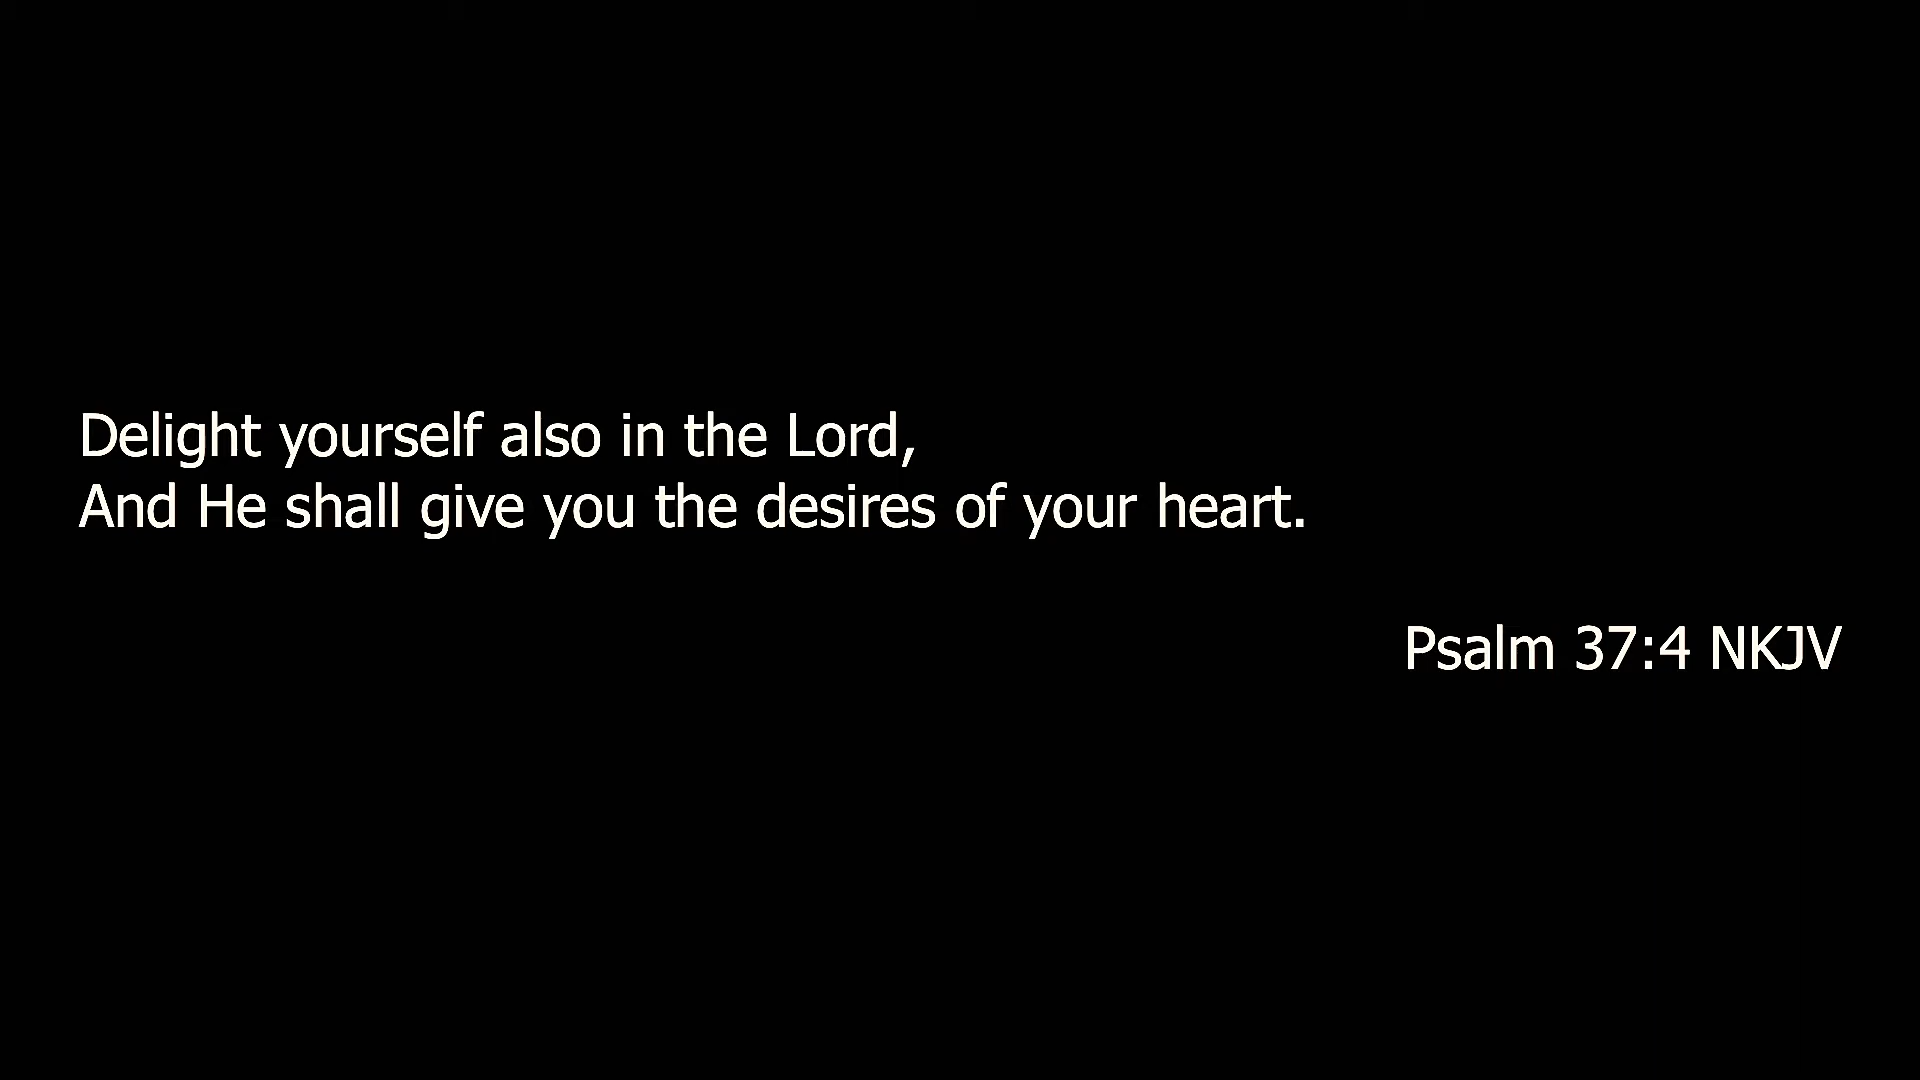 Delight yourself also in the Lord,
And He shall give you the desires of your heart.
Psalm 37:4 NKJV